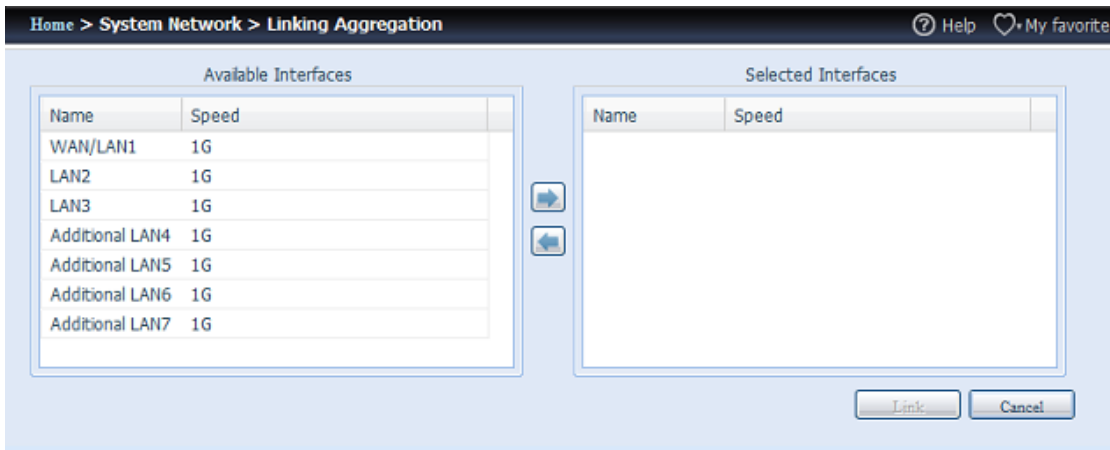 Home > System Network > Linking Aggregation Help My favorite
Available Interfaces Selected Interfaces
Name Speed Name Speed
WAN/LAN1 1G
LAN2 1G
LAN3 1G
Additional LAN4 1G
Additional LAN5 1G
Additional LAN6 1G
Additional LAN7 1G
Link Cancel